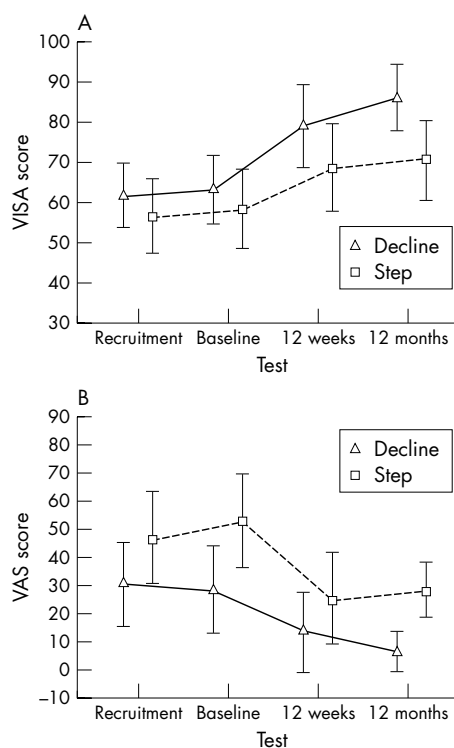 A
100
90
80
70
60
50
40
30
VISA score
Decline
Step
Recruitment Baseline 12 weeks 12 months
Test
B
90
80
70
60
50
40
30
20
10
0
–10
VAS score
Decline
Step
Recruitment Baseline 12 weeks 12 months
Test